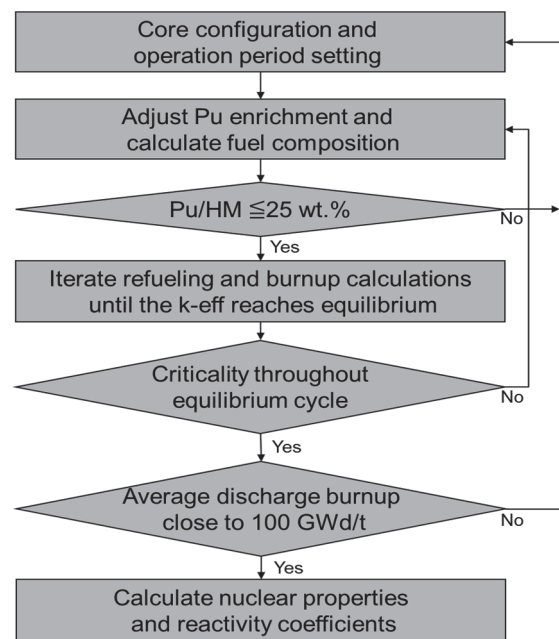 Core configuration and
operation period setting
Adjust Pu enrichment and
calculate fuel composition
Pu/HM ≦25 wt.%
No
Yes
Iterate refueling and burnup calculations
until the k-eff reaches equilibrium
Criticality throughout
equilibrium cycle
No
Yes
Average discharge burnup
close to 100 GWd/t
No
Yes
Calculate nuclear properties
and reactivity coefficients